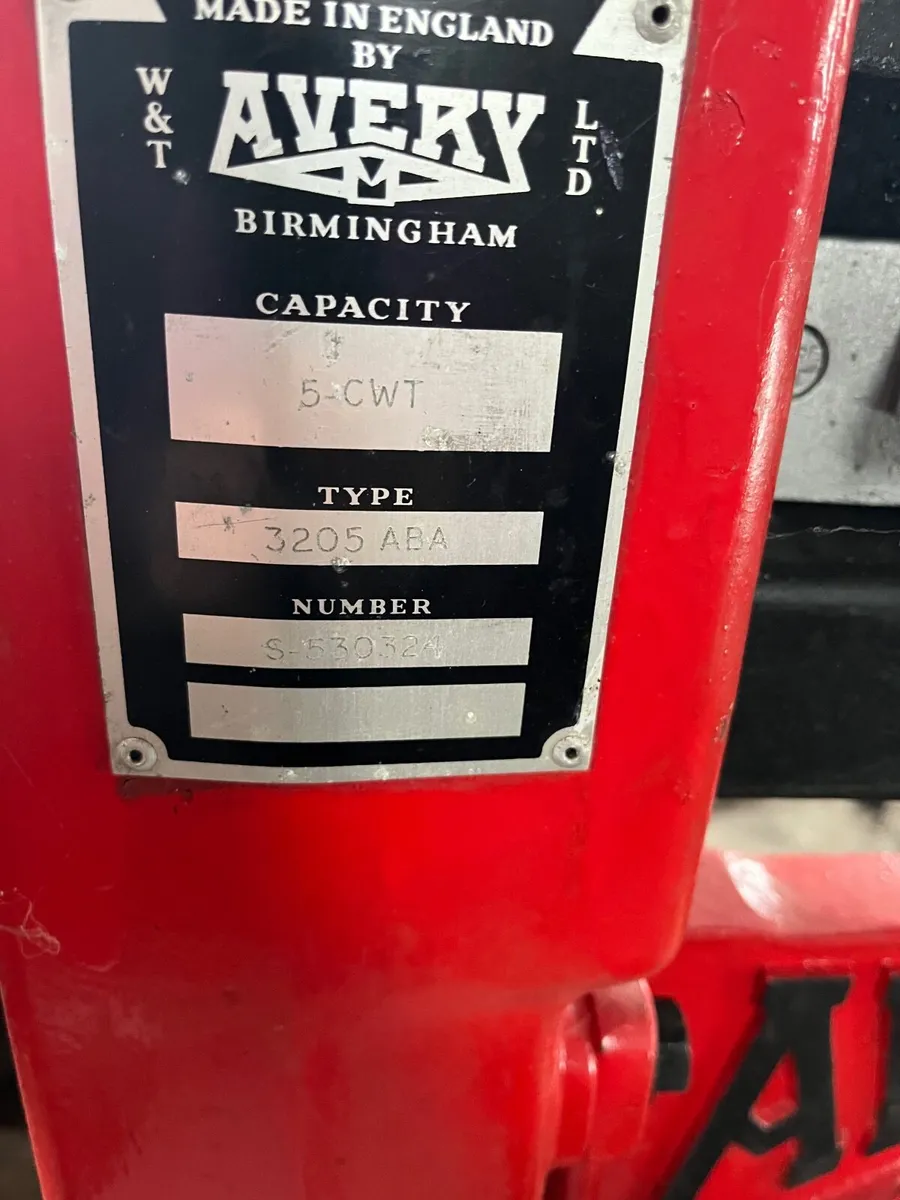 MADE IN ENGLAND
BY
W&T AVERY LTD
BIRMINGHAM
CAPACITY
5-CWT
TYPE
3205 ABA
NUMBER
S-530324